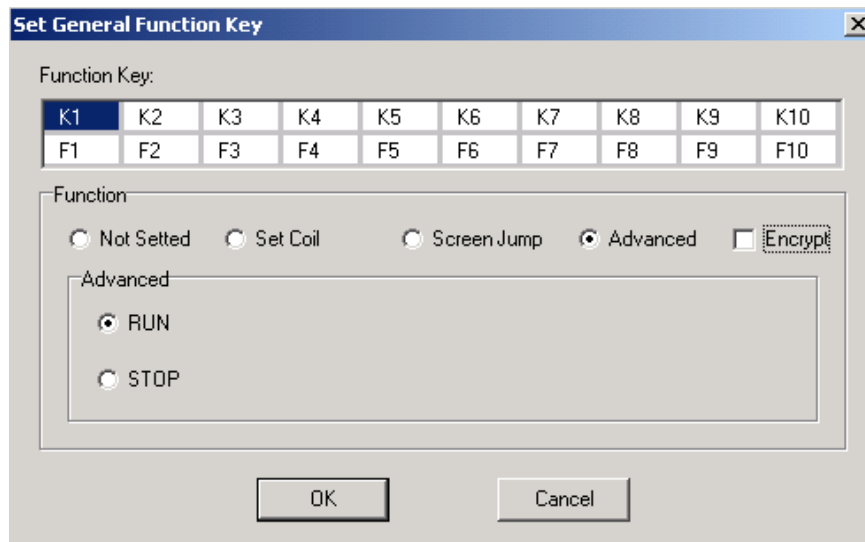 Set General Function Key
Function Key:
K1 K2 K3 K4 K5 K6 K7 K8 K9 K10
F1 F2 F3 F4 F5 F6 F7 F8 F9 F10
Function
Not Setted Set Coil Screen Jump Advanced Encrypt
Advanced
RUN
STOP
OK Cancel